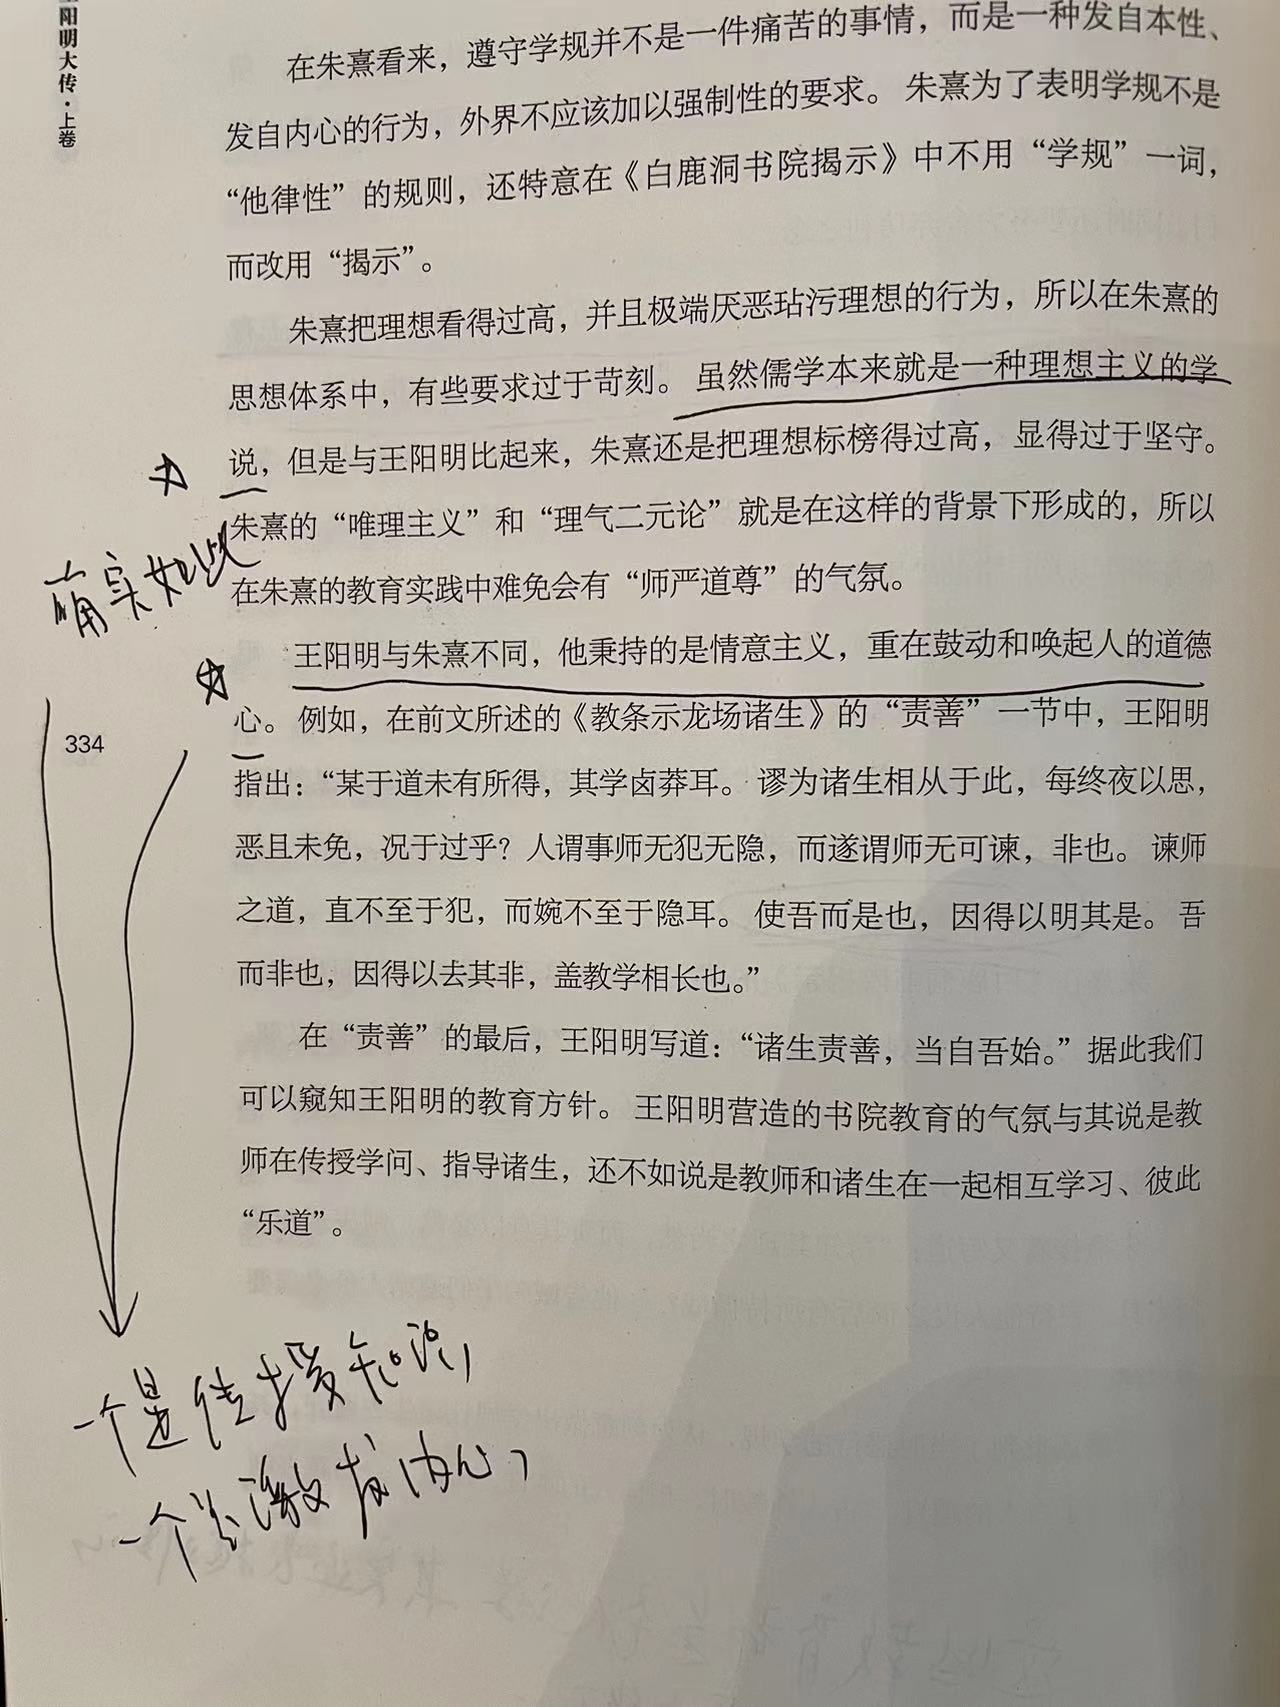 阳明大传·上卷
在朱熹看来，遵守学规并不是一件痛苦的事情，而是一种发自本性、
发自内心的行为，外界不应该加以强制性的要求。朱熹为了表明学规不是
“他律性”的规则，还特意在《白鹿洞书院揭示》中不用“学规”一词，
而改用“揭示”。
朱熹把理想看得过高，并且极端厌恶玷污理想的行为，所以在朱熹的
思想体系中，有些要求过于苛刻。虽然儒学本来就是一种理想主义的学
说，但是与王阳明比起来，朱熹还是把理想标榜得过高，显得过于坚守。
朱熹的“唯理主义”和“理气二元论”就是在这样的背景下形成的，所以
在朱熹的教育实践中难免会有“师严道尊”的气氛。
确实如此
王阳明与朱熹不同，他秉持的是情意主义，重在鼓动和唤起人的道德
心。例如，在前文所述的《教条示龙场诸生》的“责善”一节中，王阳明
334
指出：“某于道未有所得，其学卤莽耳。谬为诸生相从于此，每终夜以思，
恶且未免，况于过乎？人谓事师无犯无隐，而遂谓师无可谏，非也。谏师
之道，直不至于犯，而婉不至于隐耳。使吾而是也，因得以明其是。吾
而非也，因得以去其非，盖教学相长也。”
在“责善”的最后，王阳明写道：“诸生责善，当自吾始。”据此我们
可以窥知王阳明的教育方针。王阳明营造的书院教育的气氛与其说是教
师在传授学问、指导诸生，还不如说是教师和诸生在一起相互学习、彼此
“乐道”。
一个是传授知识，
一个是激发内心，